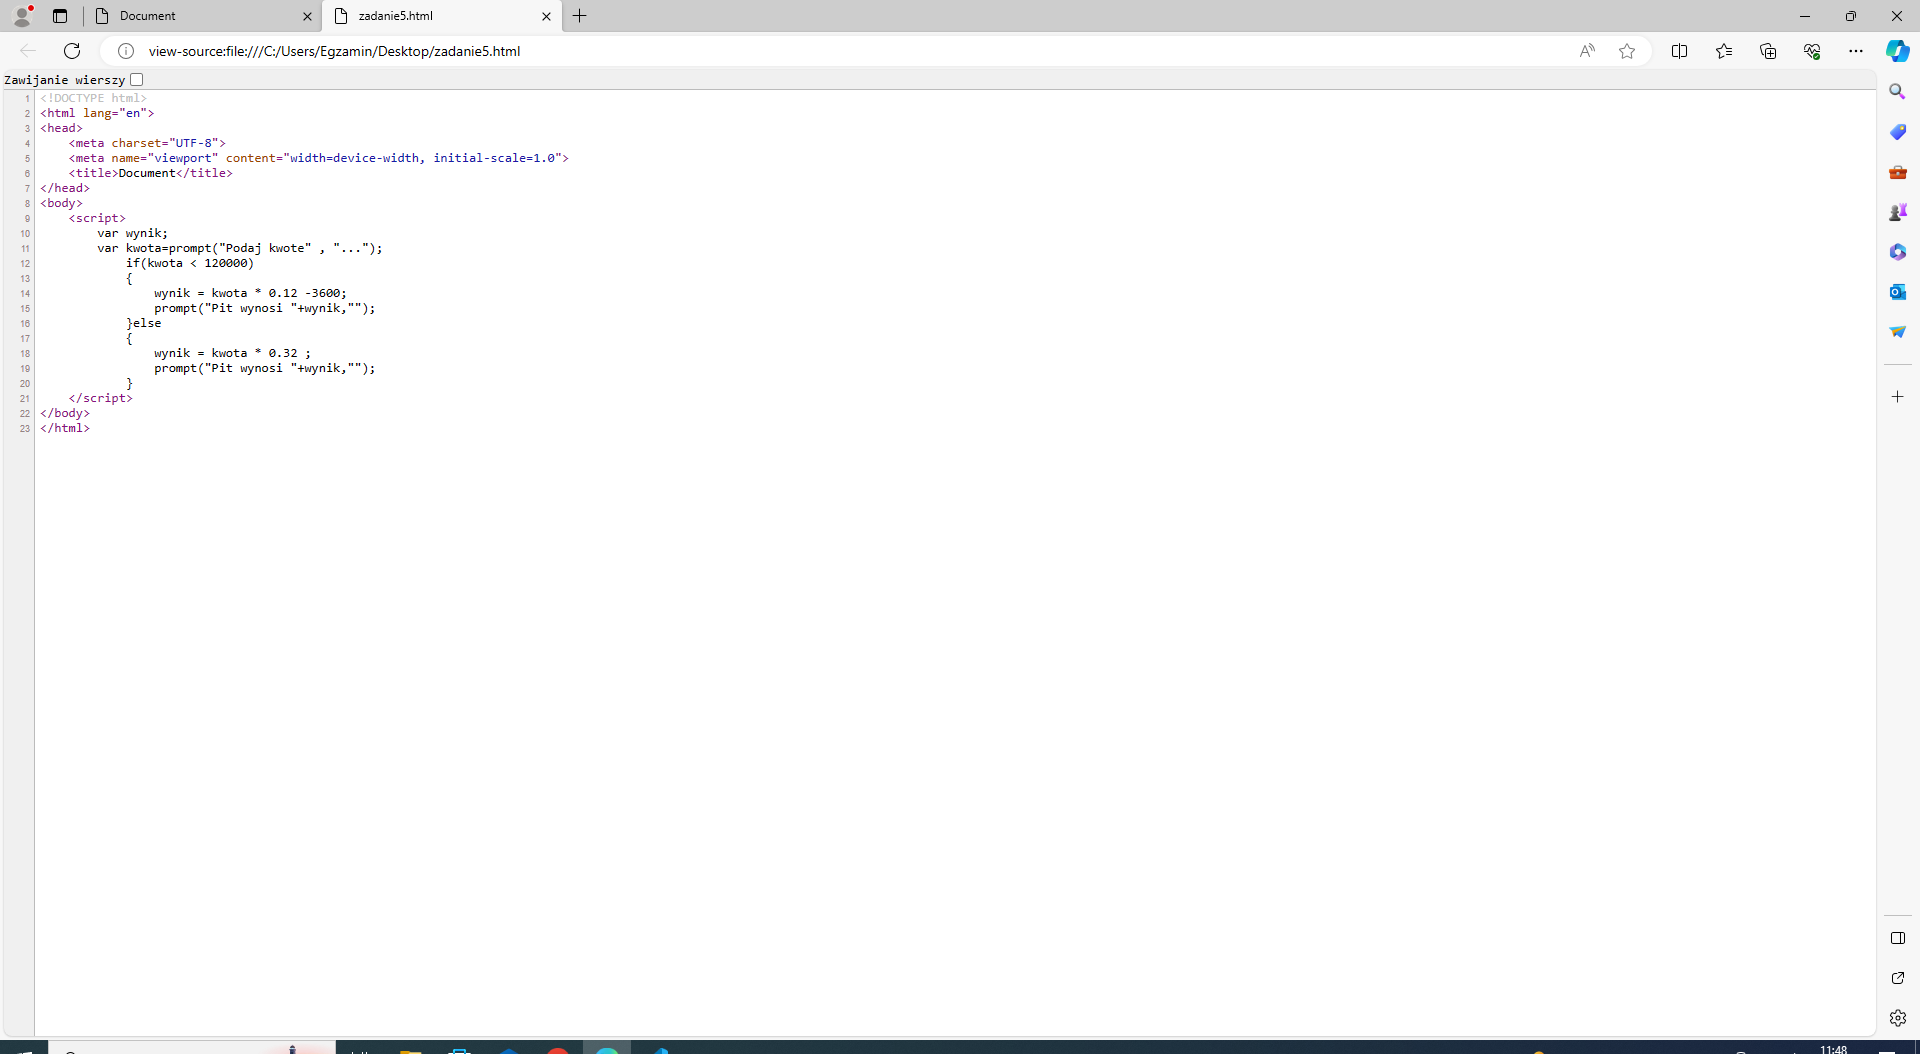 Document
zadanie5.html
view-source:file:///C:/Users/Egzamin/Desktop/zadanie5.html
Zawijanie wierszy
1 <!DOCTYPE html>
2 <html lang="en">
3 <head>
4     <meta charset="UTF-8">
5     <meta name="viewport" content="width=device-width, initial-scale=1.0">
6     <title>Document</title>
7 </head>
8 <body>
9     <script>
10         var wynik;
11         var kwota=prompt("Podaj kwote" , "...");
12             if(kwota < 120000)
13             {
14                 wynik = kwota * 0.12 -3600;
15                 prompt("Pit wynosi "+wynik,"");
16             }else
17             {
18                 wynik = kwota * 0.32 ;
19                 prompt("Pit wynosi "+wynik,"");
20             }
21     </script>
22 </body>
23 </html>
11:48